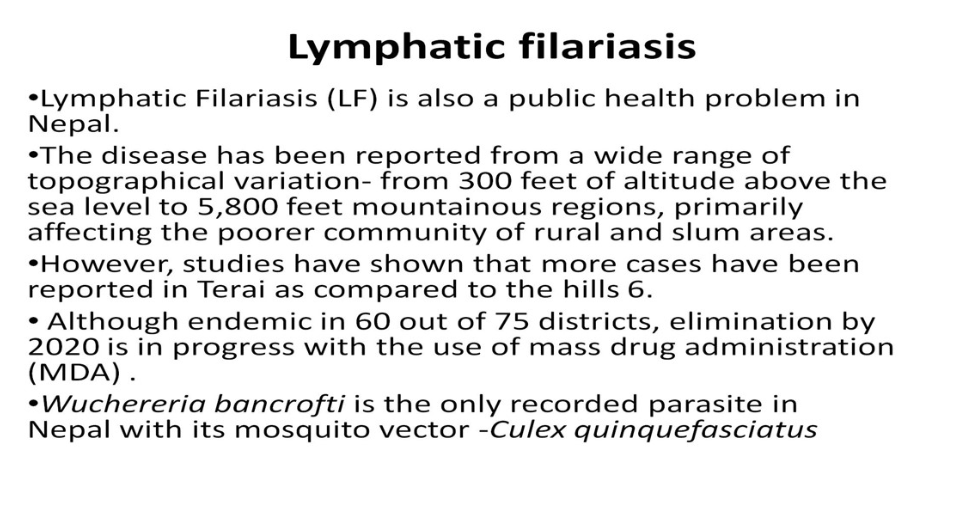 Lymphatic filariasis
•Lymphatic Filariasis (LF) is also a public health problem in
Nepal.
•The disease has been reported from a wide range of
topographical variation- from 300 feet of altitude above the
sea level to 5,800 feet mountainous regions, primarily
affecting the poorer community of rural and slum areas.
•However, studies have shown that more cases have been
reported in Terai as compared to the hills 6.
• Although endemic in 60 out of 75 districts, elimination by
2020 is in progress with the use of mass drug administration
(MDA) .
•Wuchereria bancrofti is the only recorded parasite in
Nepal with its mosquito vector -Culex quinquefasciatus